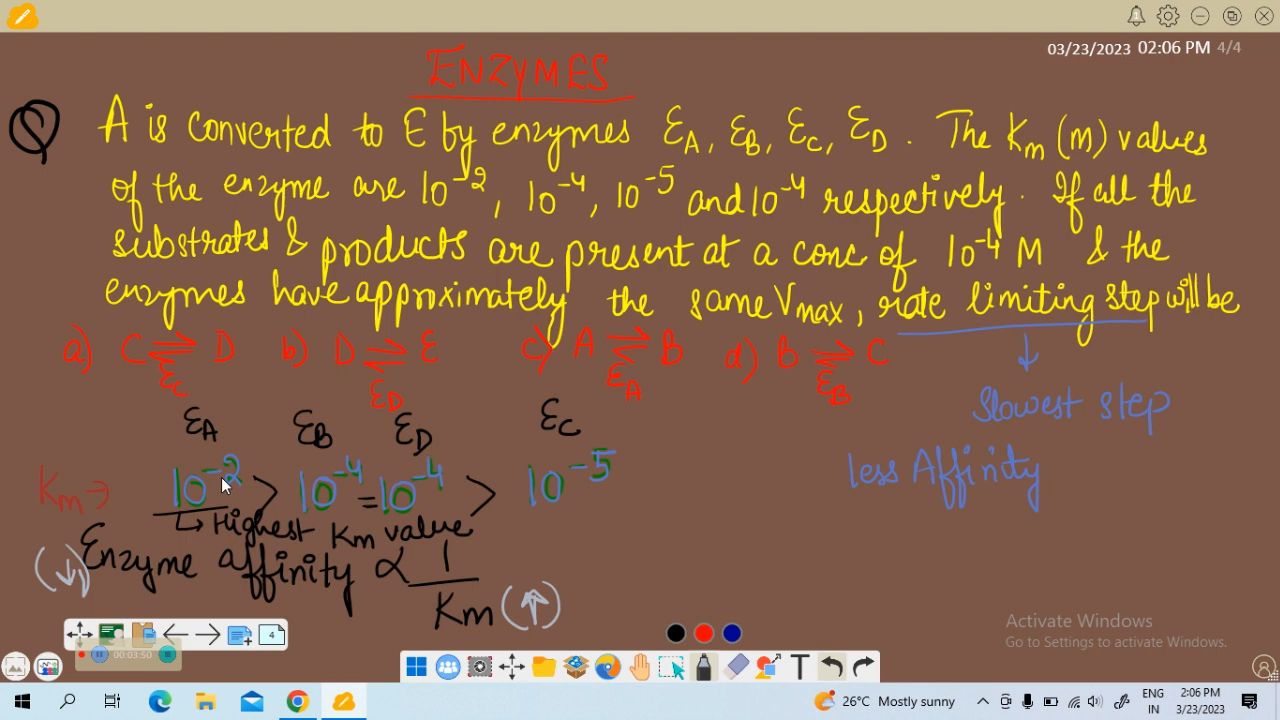 03/23/2023 02:06 PM 4/4
ENZYMES
Q A is converted to E by enzymes EA, EB, EC, ED. The Km (M) values
of the enzyme are 10⁻², 10⁻⁴, 10⁻⁵ and 10⁻⁴ respectively. If all the
substrates & products are present at a conc of 10⁻⁴ M & the
enzymes have approximately the same Vmax, rate limiting step will be
a) C ⇌ D b) D ⇌ E c) A ⇌ B d) B ⇌ C
EC ED EA EB
↓
Slowest step
EA EB ED EC
less Affinity
Km → 10⁻² > 10⁻⁴ = 10⁻⁴ > 10⁻⁵
↳ Highest Km value
(↓) Enzyme affinity ∝ 1
Km (↑)
Activate Windows
Go to Settings to activate Windows.
4
00:03:50
T
26°C Mostly sunny
ENG
IN
2:06 PM
3/23/2023